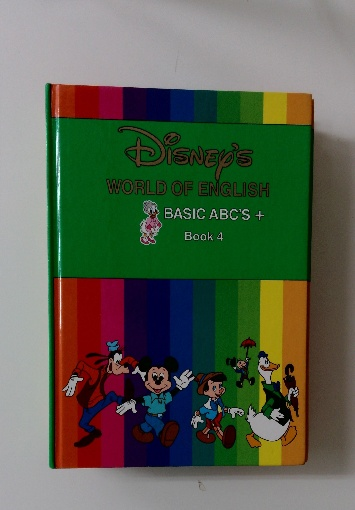 Disney's
WORLD OF ENGLISH
BASIC ABC'S +
Book 4